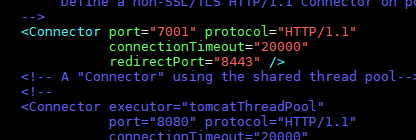 Define a non-SSL/TLS HTTP/1.1 Connector on po
-->
<Connector port="7001" protocol="HTTP/1.1"
connectionTimeout="20000"
redirectPort="8443" />
<!-- A "Connector" using the shared thread pool-->
<!--
<Connector executor="tomcatThreadPool"
port="8080" protocol="HTTP/1.1"
connectionTimeout="20000"